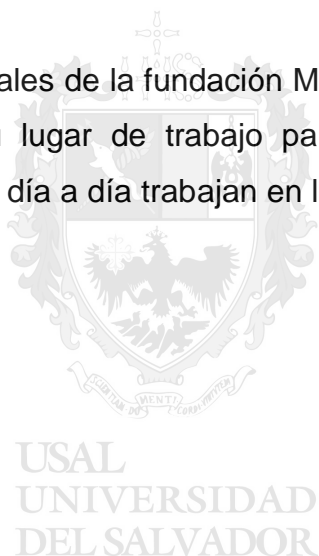 ales de la fundación M
lugar de trabajo pa
día a día trabajan en l
USAL
UNIVERSIDAD
DEL SALVADOR